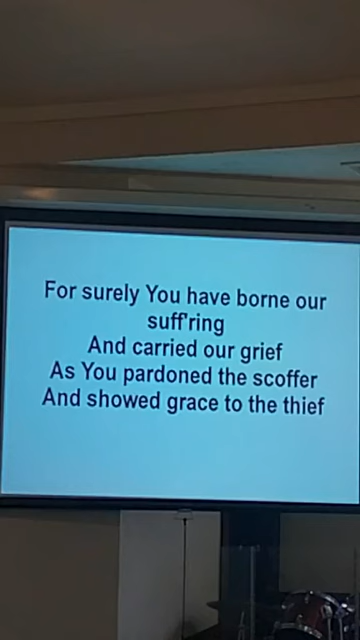 For surely You have borne our
suff'ring
And carried our grief
As You pardoned the scoffer
And showed grace to the thief